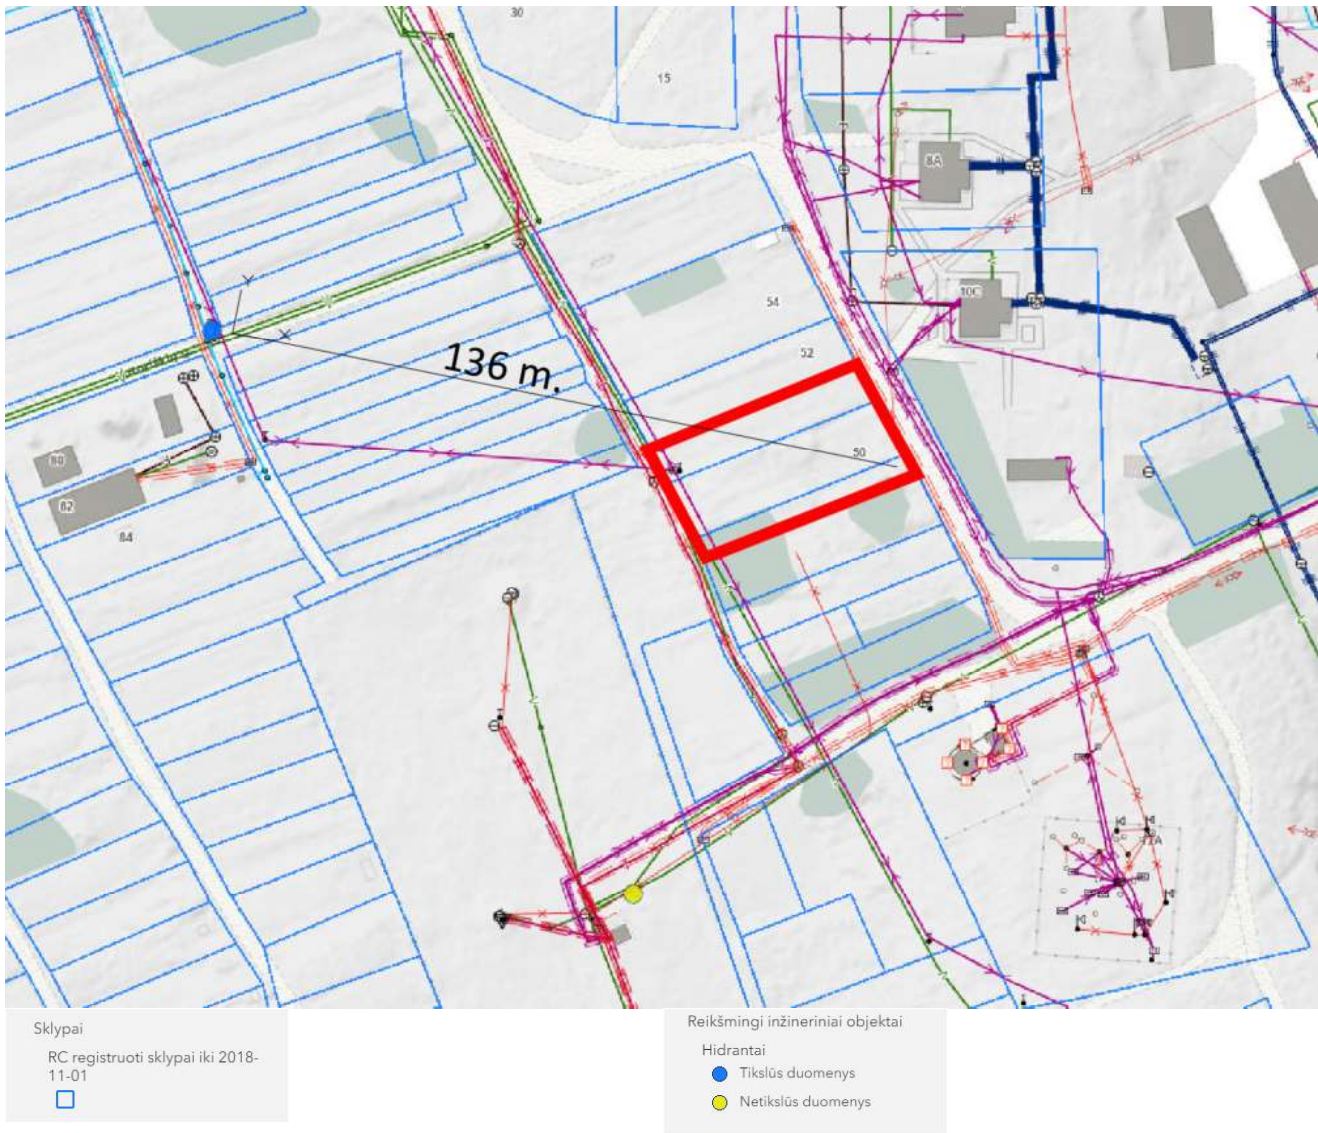 30
15
8A
Y
54
10C
X
52
136 m.
50
80
82
84
Sklypai
RC registruoti sklypai iki 2018-
11-01
Reikšmingi inžineriniai objektai
Hidrantai
Tikslūs duomenys
Netikslūs duomenys